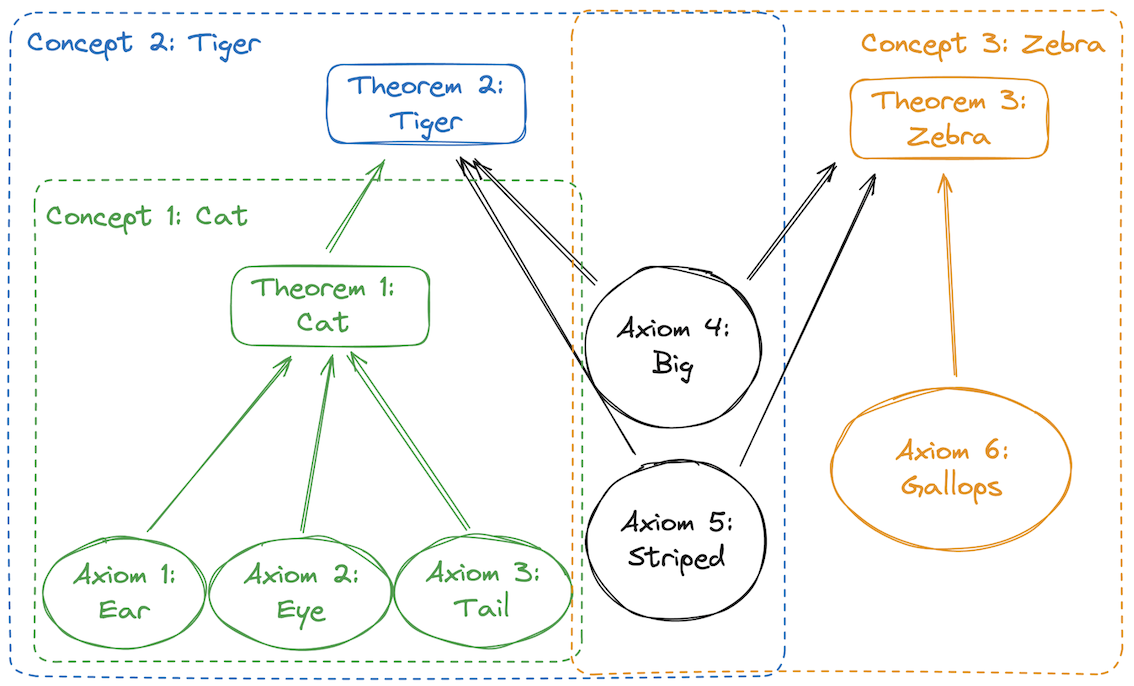 Concept 2: Tiger
Concept 3: Zebra
Theorem 2:
Tiger
Theorem 3:
Zebra
Concept 1: Cat
Theorem 1:
Cat
Axiom 4:
Big
Axiom 6:
Gallops
Axiom 5:
Striped
Axiom 1:
Ear
Axiom 2:
Eye
Axiom 3:
Tail